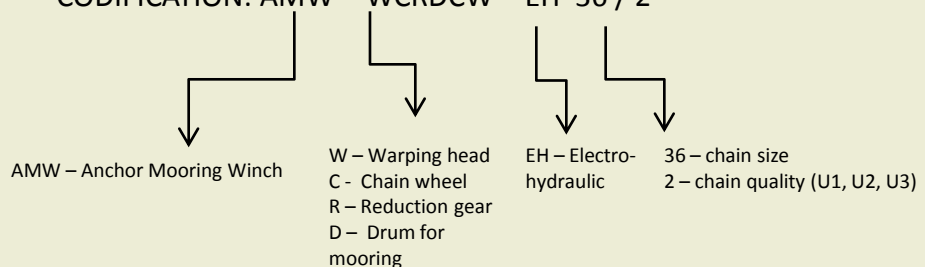 CODIFICATION: AMW WCRDCW EH 36 / 2
AMW – Anchor Mooring Winch
W – Warping head
C - Chain wheel
R – Reduction gear
D – Drum for
mooring
EH – Electro-
hydraulic
36 – chain size
2 – chain quality (U1, U2, U3)